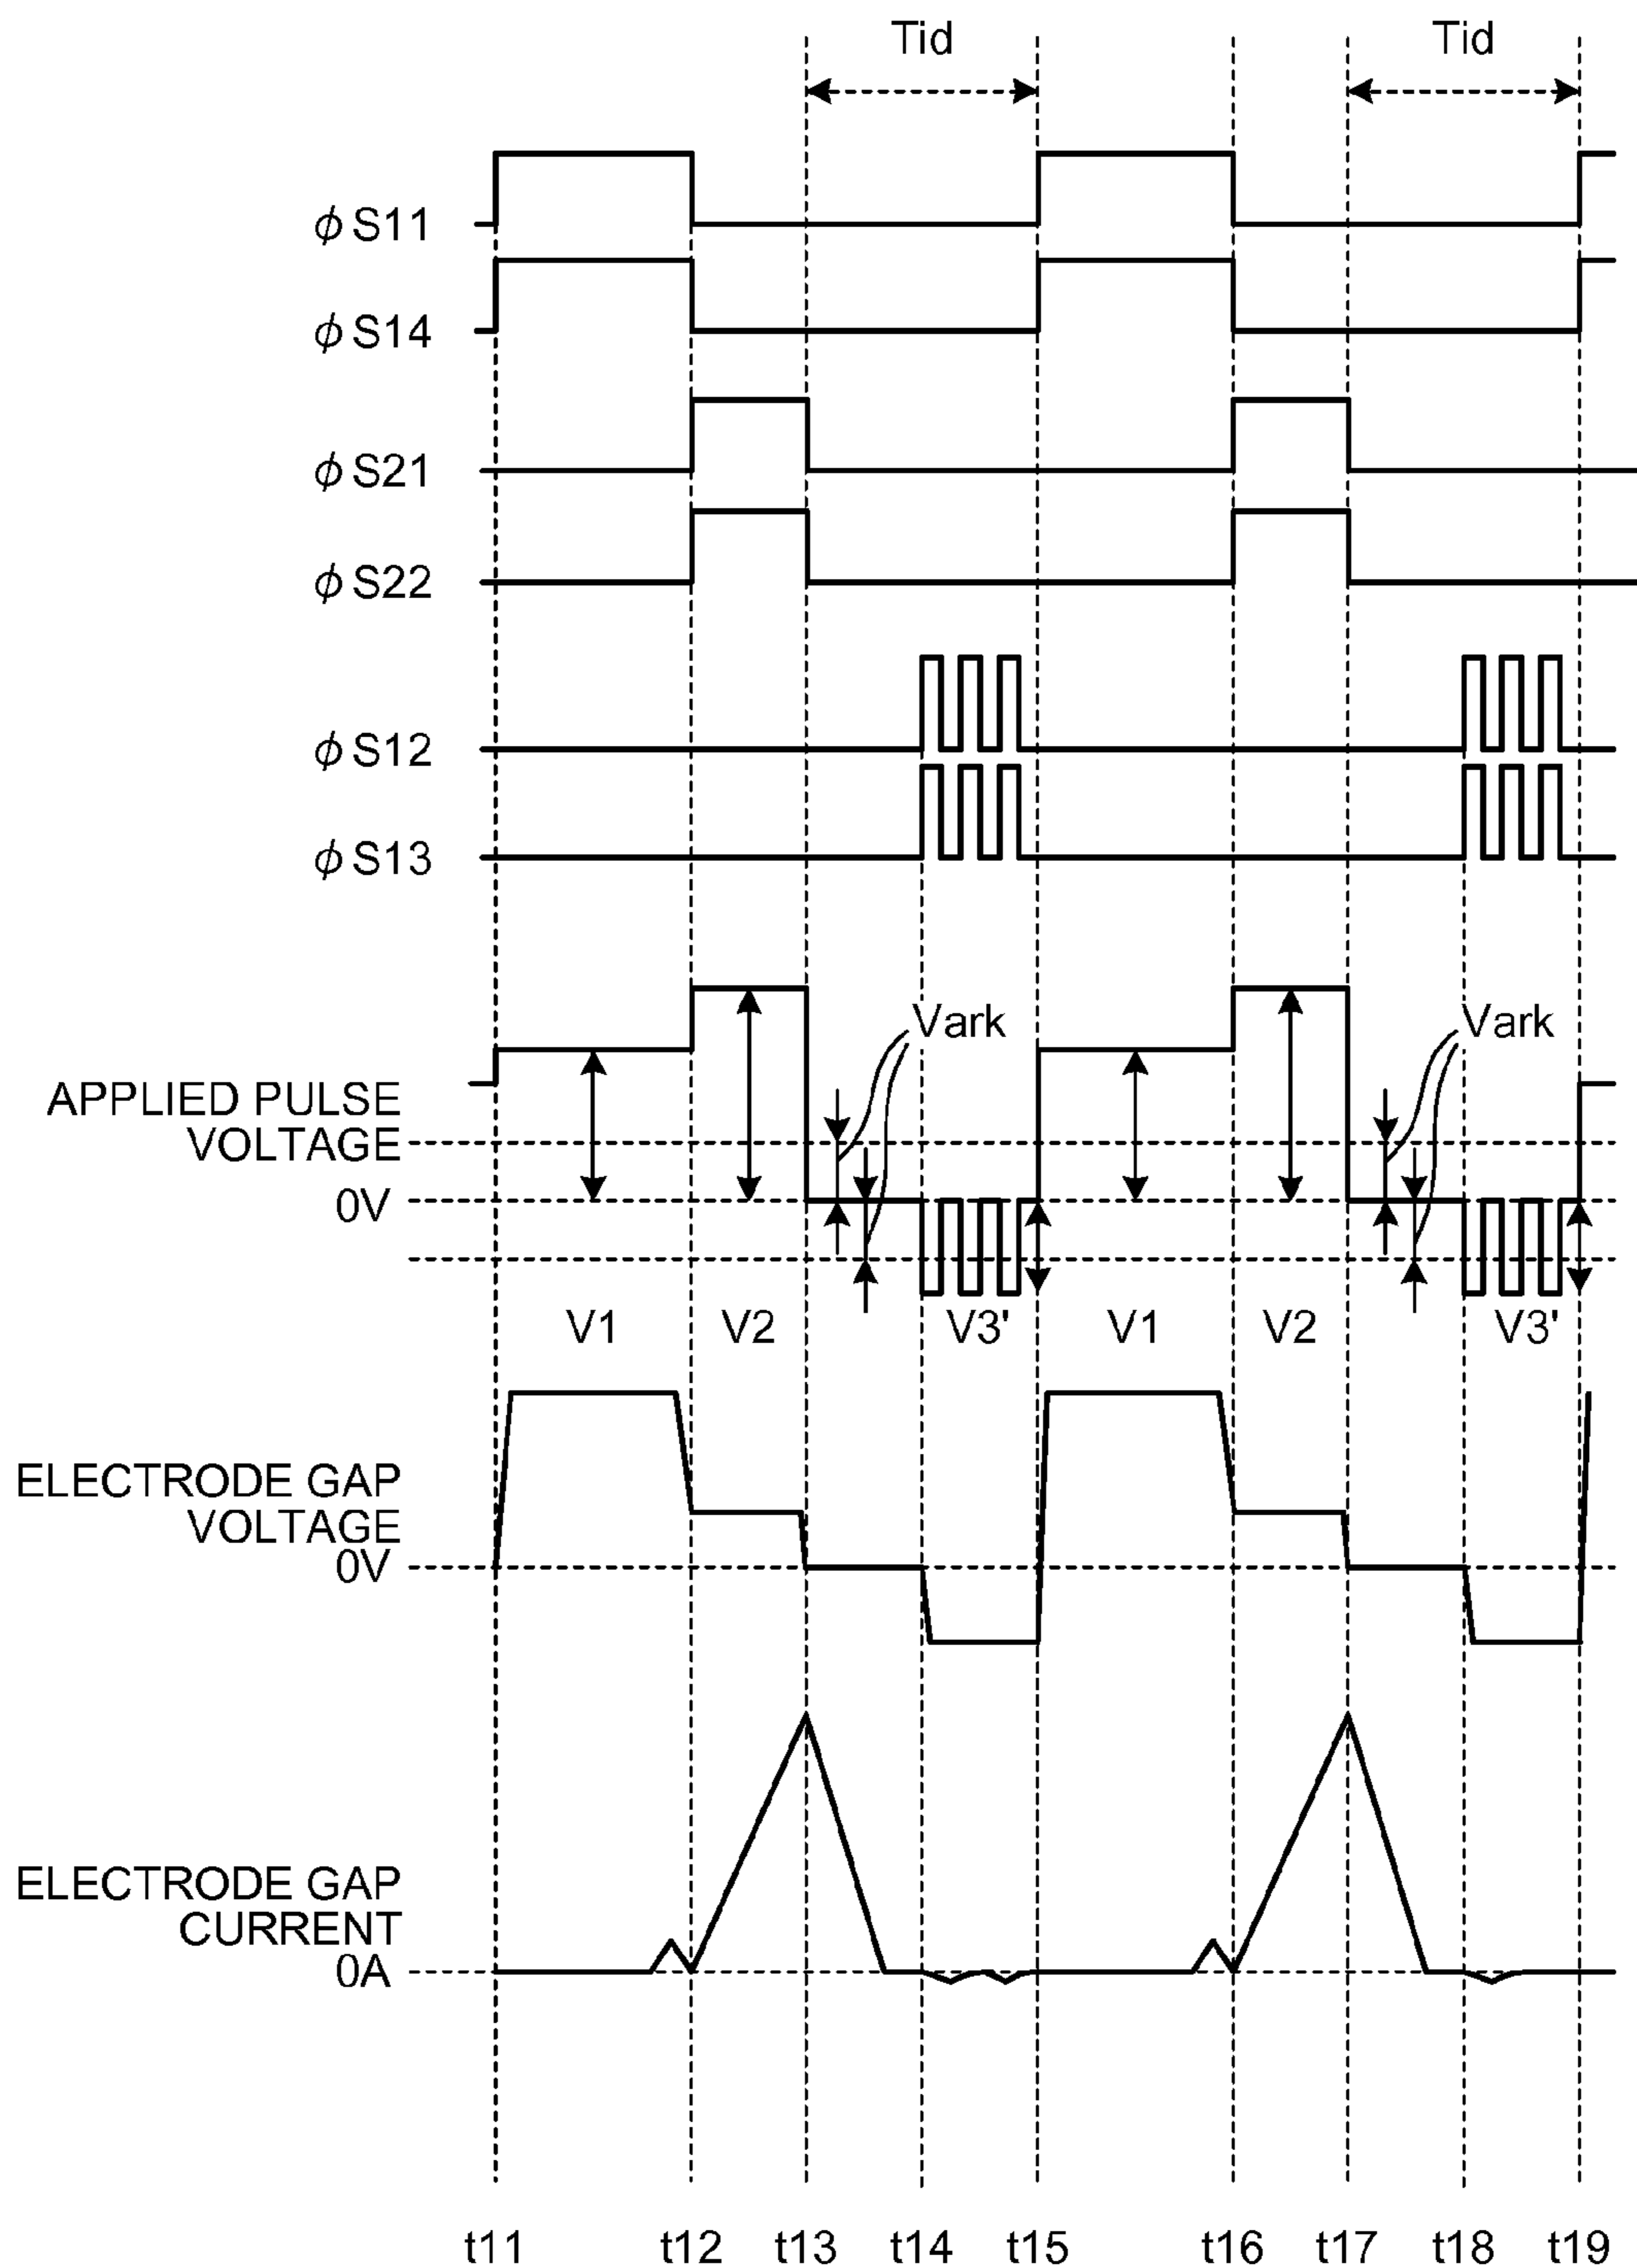 Tid Tid
ϕS11
ϕS14
ϕS21
ϕS22
ϕS12
ϕS13
Vark Vark
APPLIED PULSE
VOLTAGE
0V
V1 V2 V3' V1 V2 V3'
ELECTRODE GAP
VOLTAGE
0V
ELECTRODE GAP
CURRENT
0A
t11 t12 t13 t14 t15 t16 t17 t18 t19